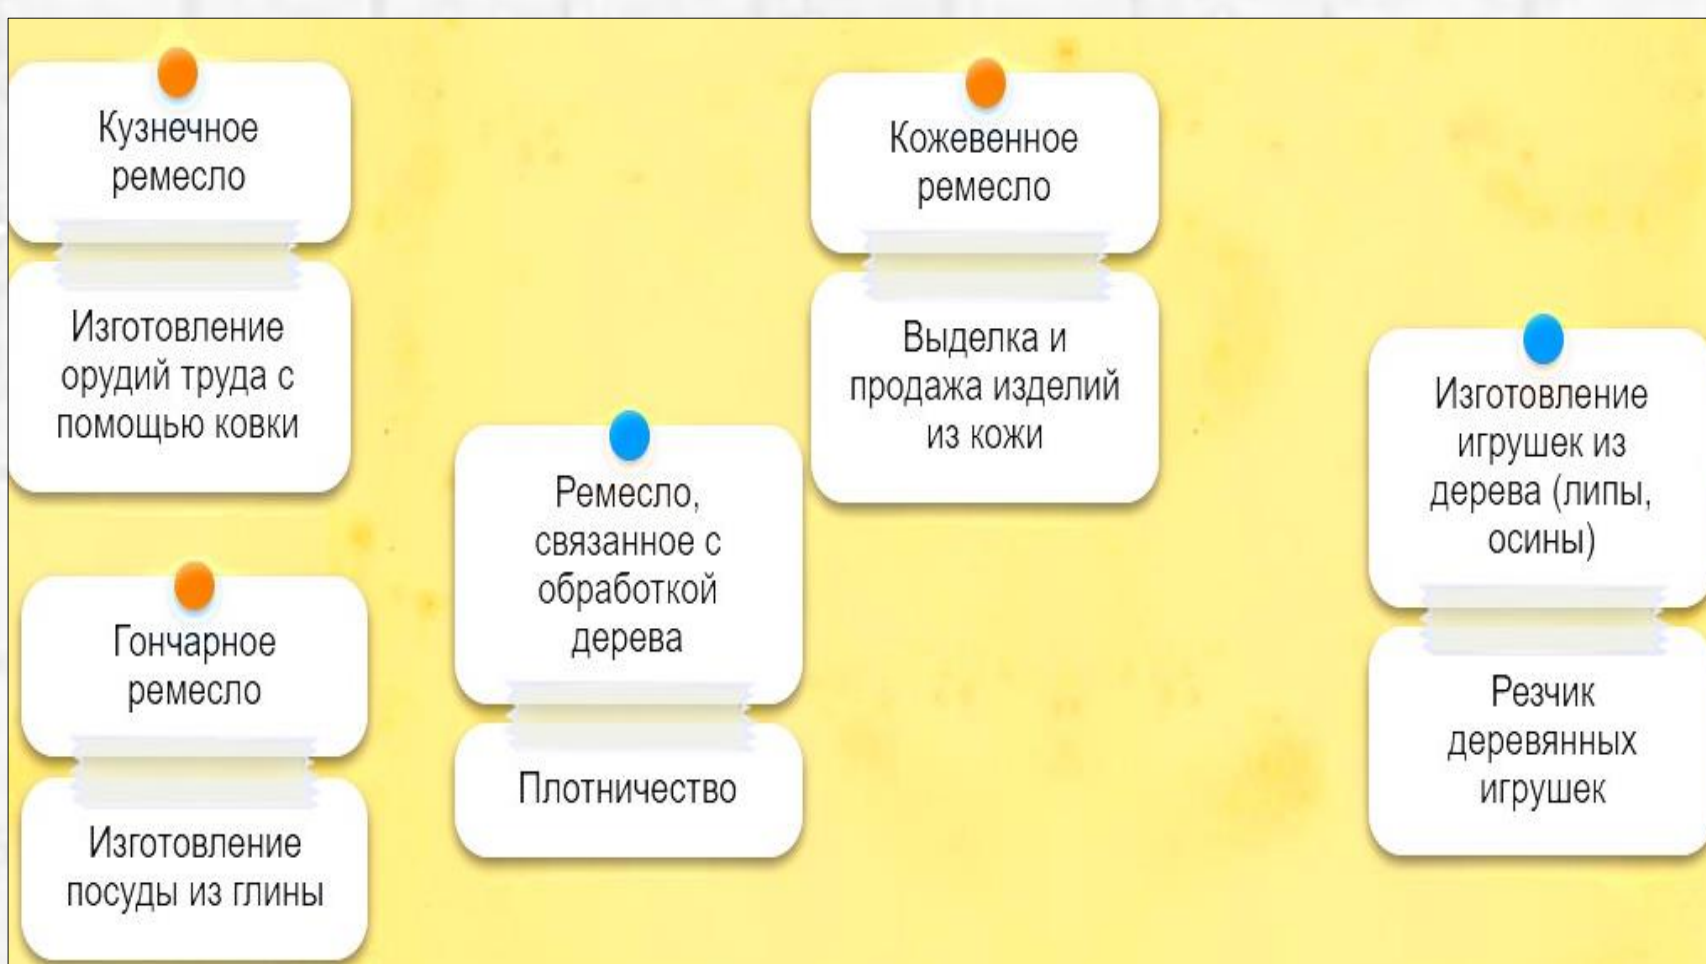 Кузнечное
ремесло
Изготовление
орудий труда с
помощью ковки
Гончарное
ремесло
Изготовление
посуды из глины
Ремесло,
связанное с
обработкой
дерева
Плотничество
Кожевенное
ремесло
Выделка и
продажа изделий
из кожи
Изготовление
игрушек из
дерева (липы,
осины)
Резчик
деревянных
игрушек